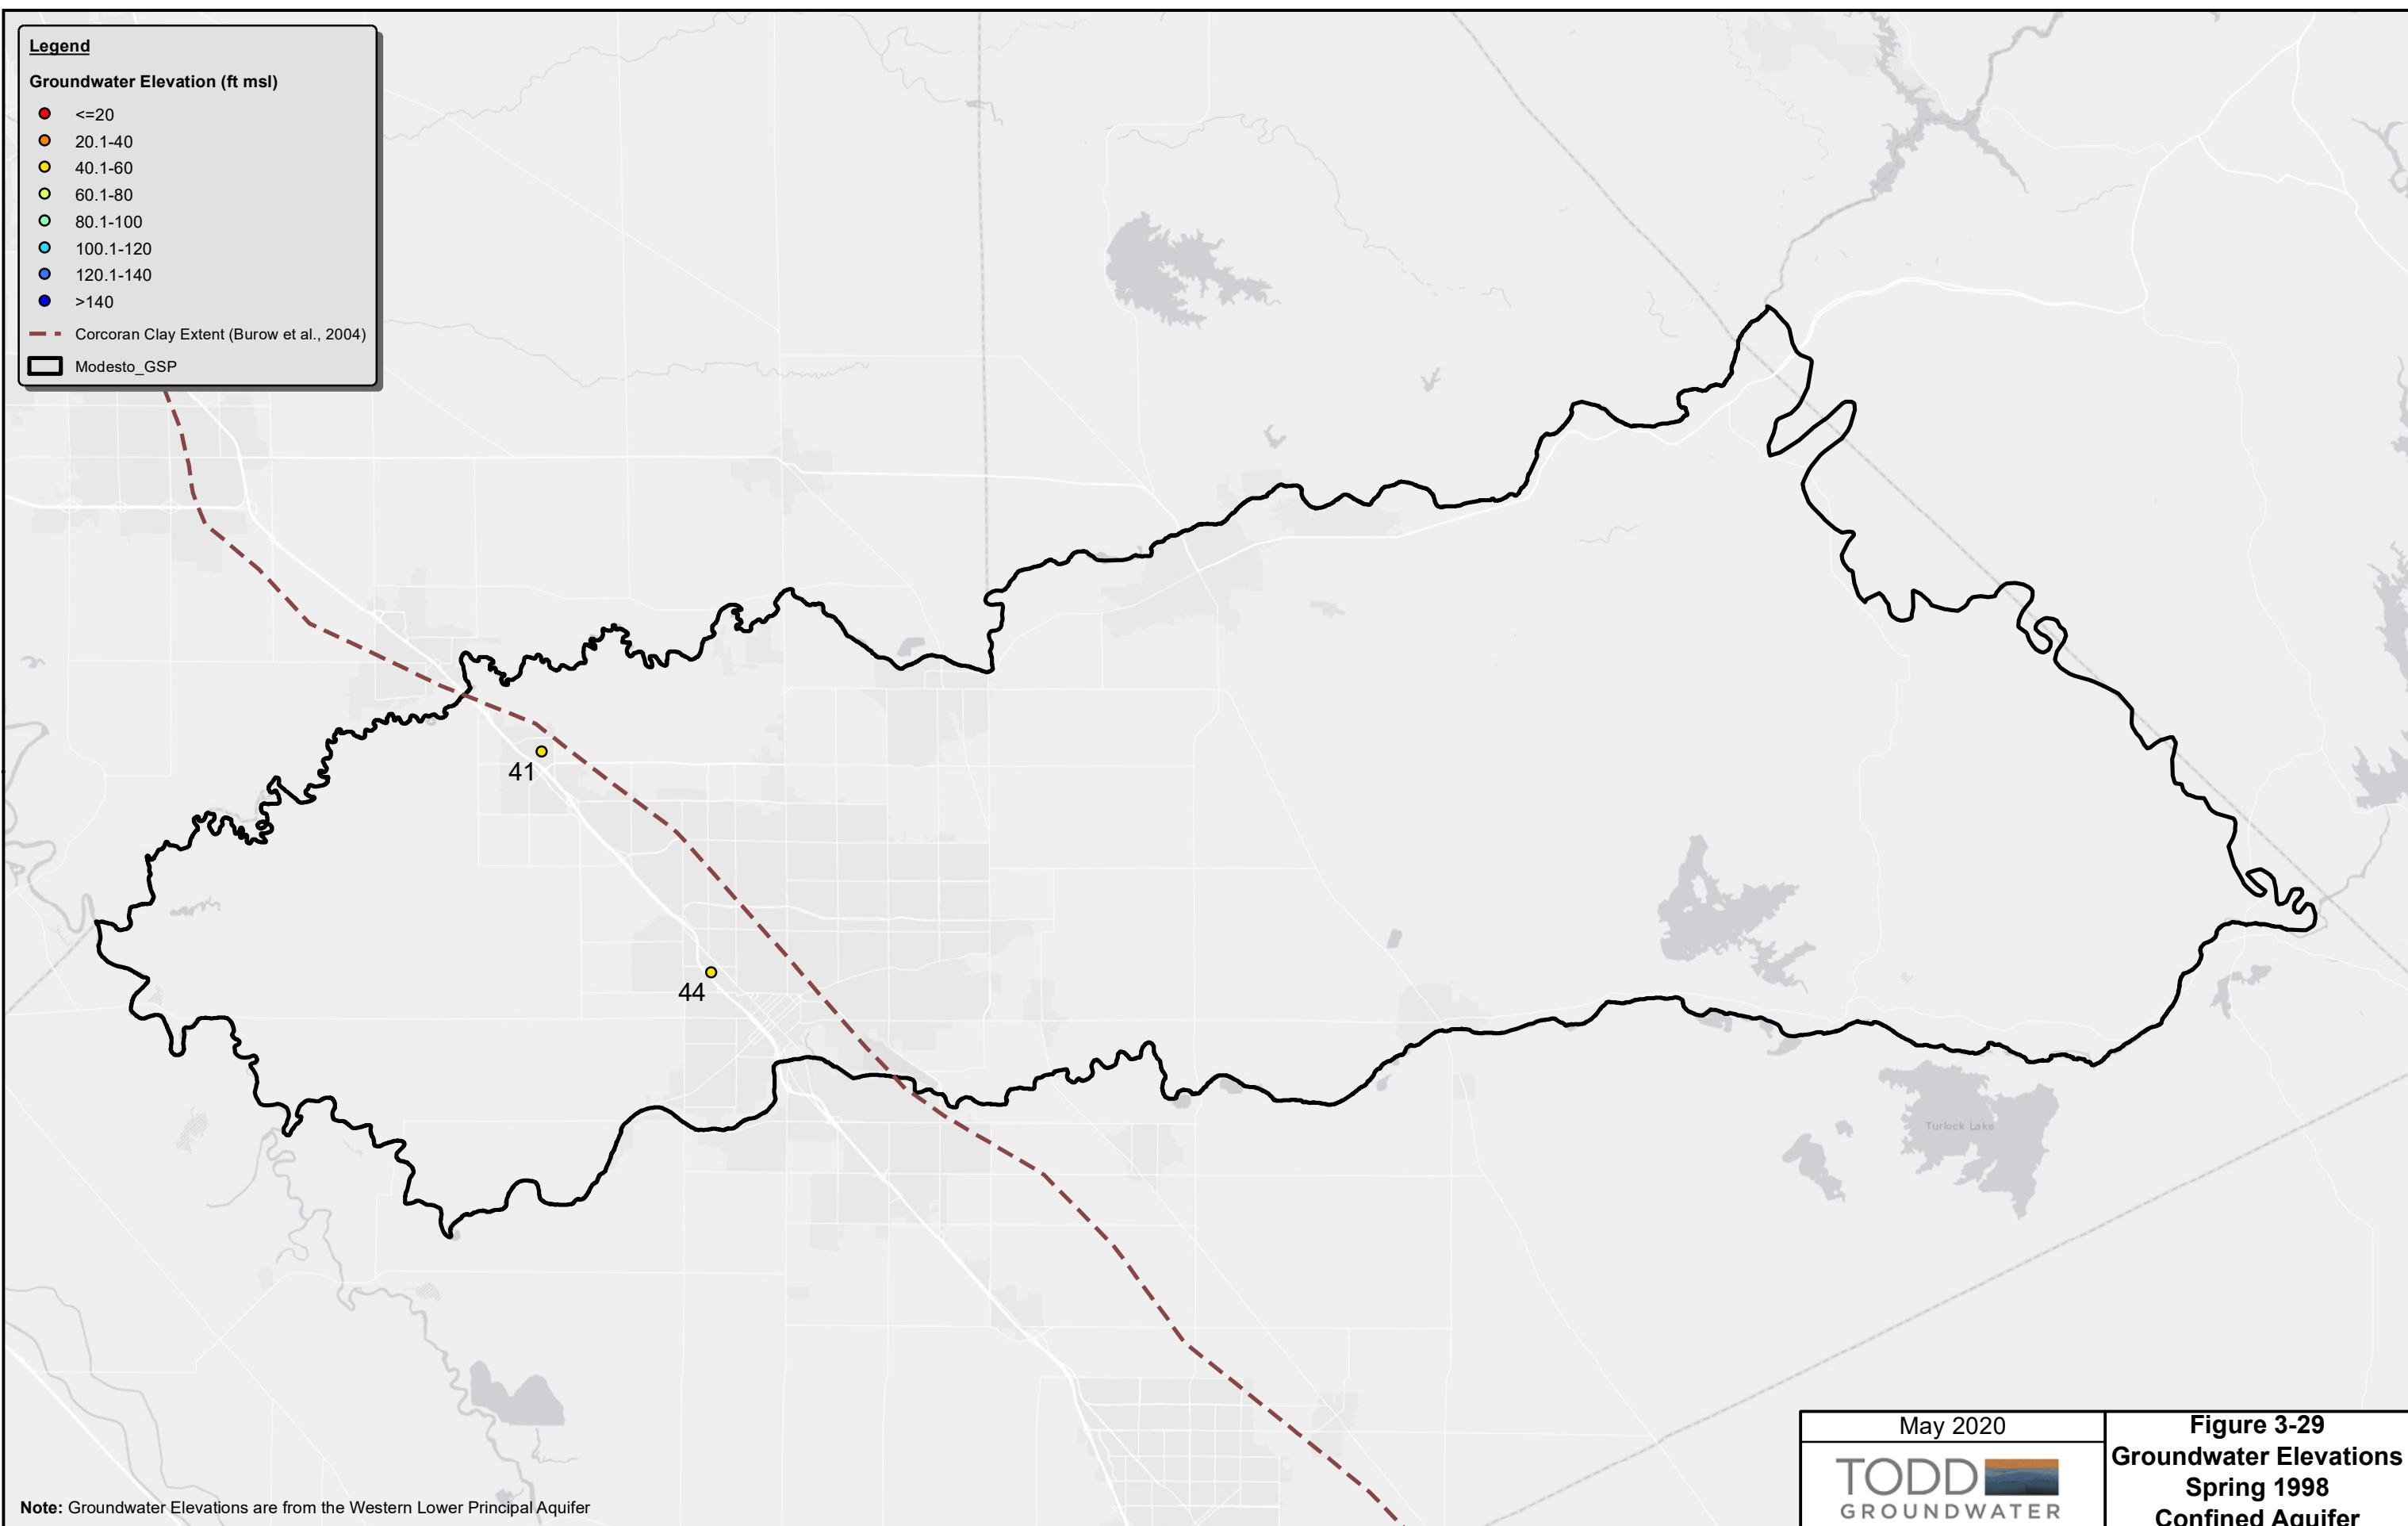 Legend
Groundwater Elevation (ft msl)
<=20
20.1-40
40.1-60
60.1-80
80.1-100
100.1-120
120.1-140
>140
Corcoran Clay Extent (Burow et al., 2004)
Modesto_GSP
41
44
Turlock Lake
Note: Groundwater Elevations are from the Western Lower Principal Aquifer
May 2020
TODD
GROUNDWATER
Figure 3-29
Groundwater Elevations
Spring 1998
Confined Aquifer